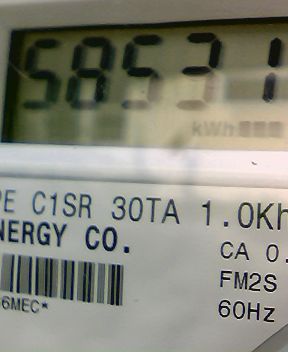 58531
kWh
PE C1SR 30TA 1.0Kh
NERGY CO.
CA 0.
FM2S
6MEC*
60Hz